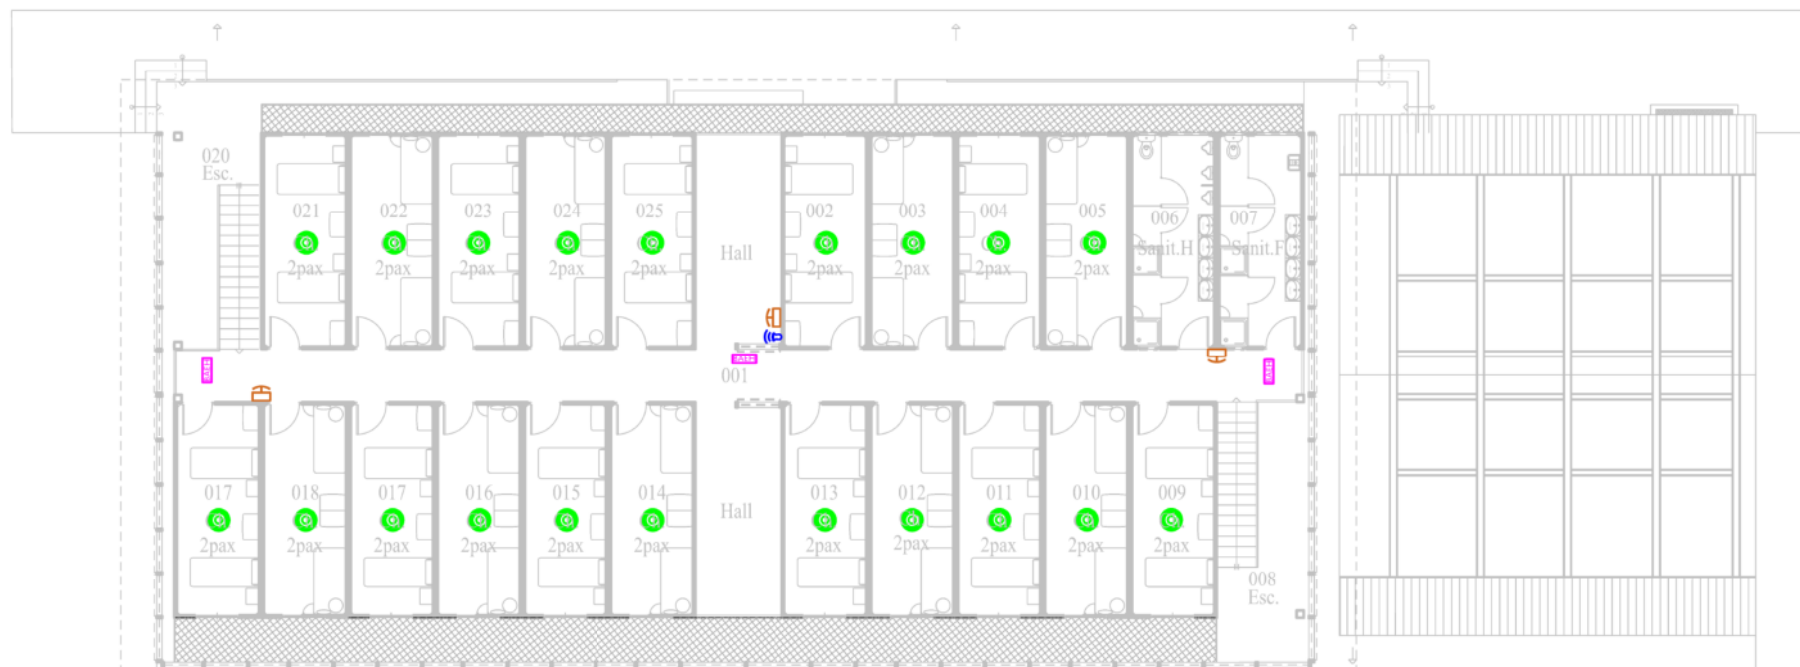 020
Esc.
021
2pax
022
2pax
023
2pax
024
2pax
025
2pax
Hall
002
2pax
003
2pax
004
2pax
005
2pax
006
Sanit.H
007
Sanit.F
001
017
2pax
018
2pax
017
2pax
016
2pax
015
2pax
014
2pax
Hall
013
2pax
012
2pax
011
2pax
010
2pax
009
2pax
008
Esc.